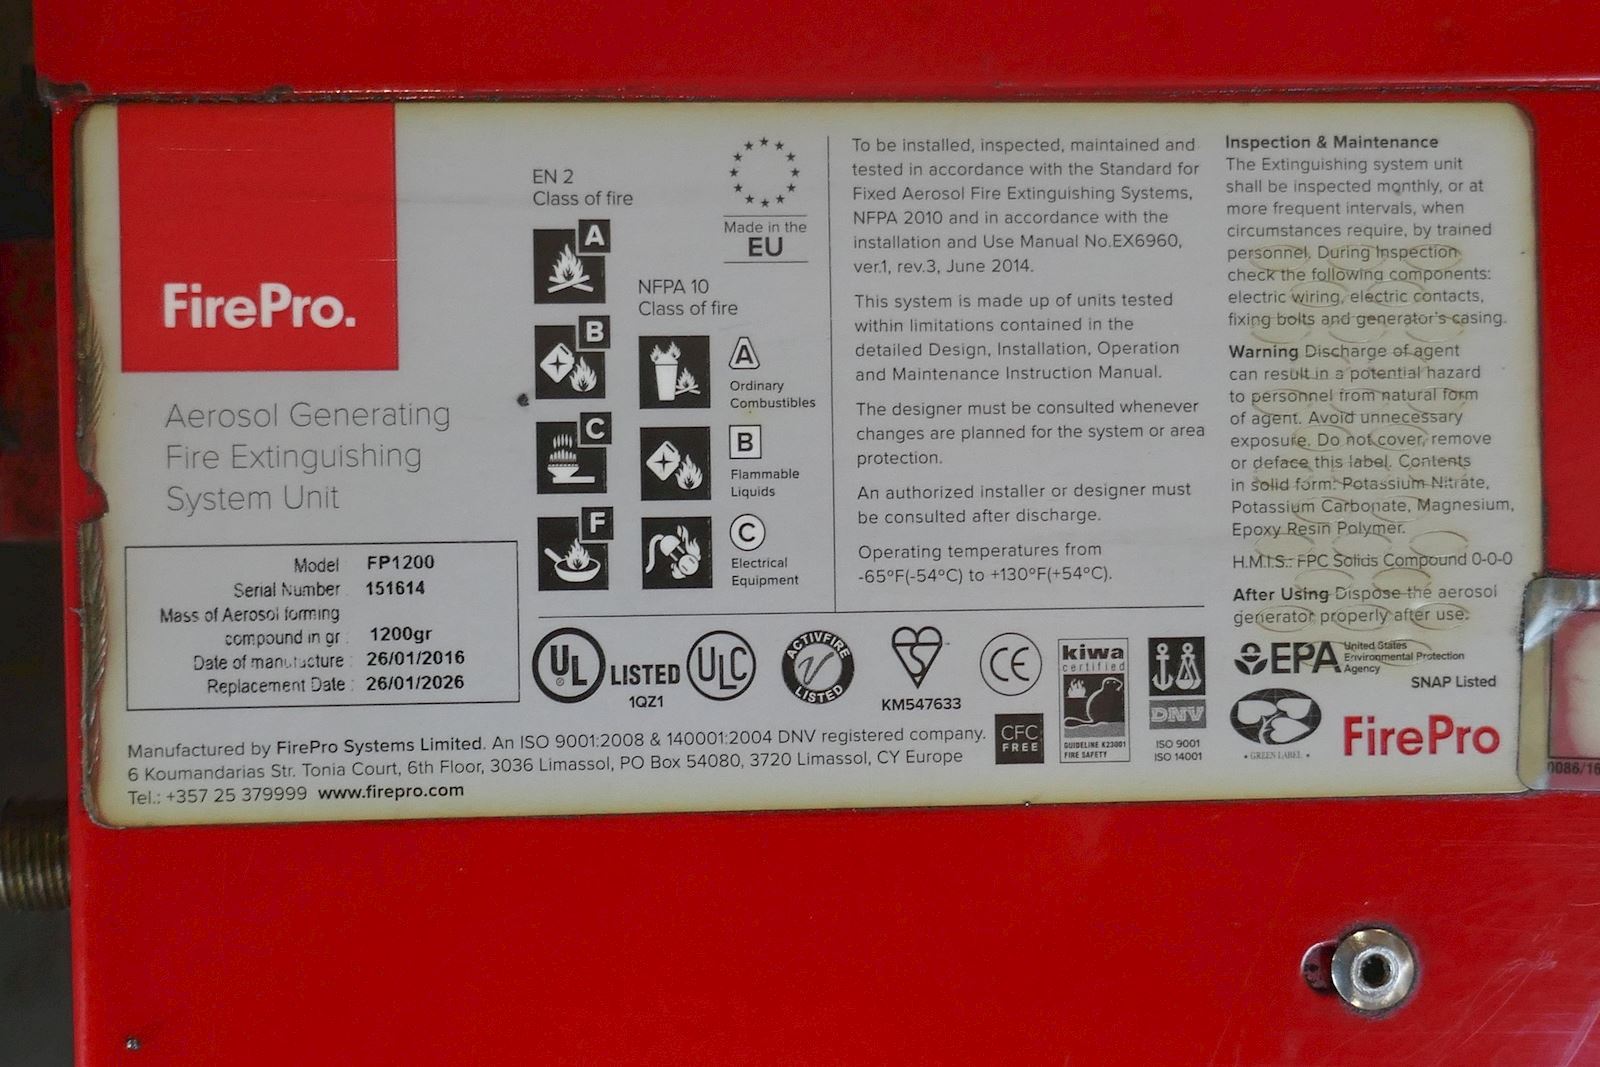 FirePro.
Aerosol Generating
Fire Extinguishing
System Unit
Model FP1200
Serial Number : 151614
Mass of Aerosol forming
compound in gr : 1200gr
Date of manufacture : 26/01/2016
Replacement Date : 26/01/2026
EN 2
Class of fire
A
B
C
F
NFPA 10
Class of fire
A
Ordinary
Combustibles
B
Flammable
Liquids
C
Electrical
Equipment
Made in the
EU
To be installed, inspected, maintained and
tested in accordance with the Standard for
Fixed Aerosol Fire Extinguishing Systems,
NFPA 2010 and in accordance with the
installation and Use Manual No.EX6960,
ver.1, rev.3, June 2014.
This system is made up of units tested
within limitations contained in the
detailed Design, Installation, Operation
and Maintenance Instruction Manual.
The designer must be consulted whenever
changes are planned for the system or area
protection.
An authorized installer or designer must
be consulted after discharge.
Operating temperatures from
-65ºF(-54ºC) to +130ºF(+54ºC).
Inspection & Maintenance
The Extinguishing system unit
shall be inspected monthly, or at
more frequent intervals, when
circumstances require, by trained
personnel. During Inspection
check the following components:
electric wiring, electric contacts,
fixing bolts and generator's casing.
Warning Discharge of agent
can result in a potential hazard
to personnel from natural form
of agent. Avoid unnecessary
exposure. Do not cover, remove
or deface this label. Contents
in solid form: Potassium Nitrate,
Potassium Carbonate, Magnesium,
Epoxy Resin Polymer.
H.M.I.S.: FPC Solids Compound 0-0-0
After Using Dispose the aerosol
generator properly after use.
UL ® LISTED
1QZ1
ULC
ACTIVFIRE
LISTED
KM547633
CE
CFC
FREE
kiwa
certified
GUIDELINE K23001
FIRE SAFETY
DNV
ISO 9001
ISO 14001
EPA United States
Environmental Protection
Agency
SNAP Listed
• GREEN LABEL •
FirePro
Manufactured by FirePro Systems Limited. An ISO 9001:2008 & 140001:2004 DNV registered company.
6 Koumandarias Str. Tonia Court, 6th Floor, 3036 Limassol, PO Box 54080, 3720 Limassol, CY Europe
Tel.: +357 25 379999 www.firepro.com
0086/16